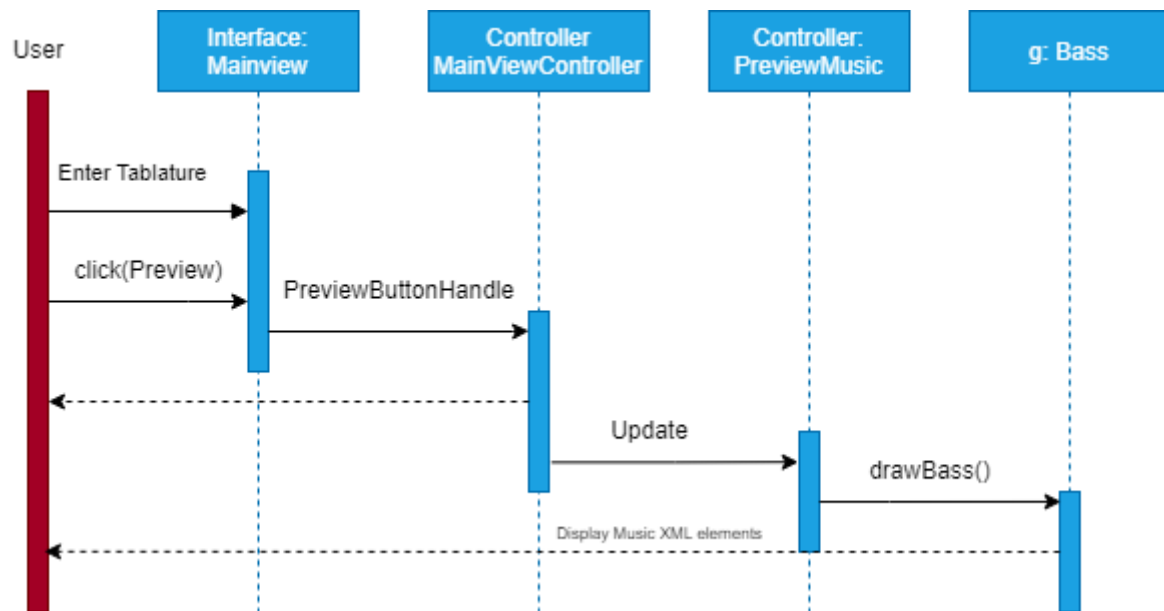 User
Interface:
Mainview
Controller
MainViewController
Controller:
PreviewMusic
g: Bass
Enter Tablature
click(Preview)
PreviewButtonHandle
Update
drawBass()
Display Music XML elements